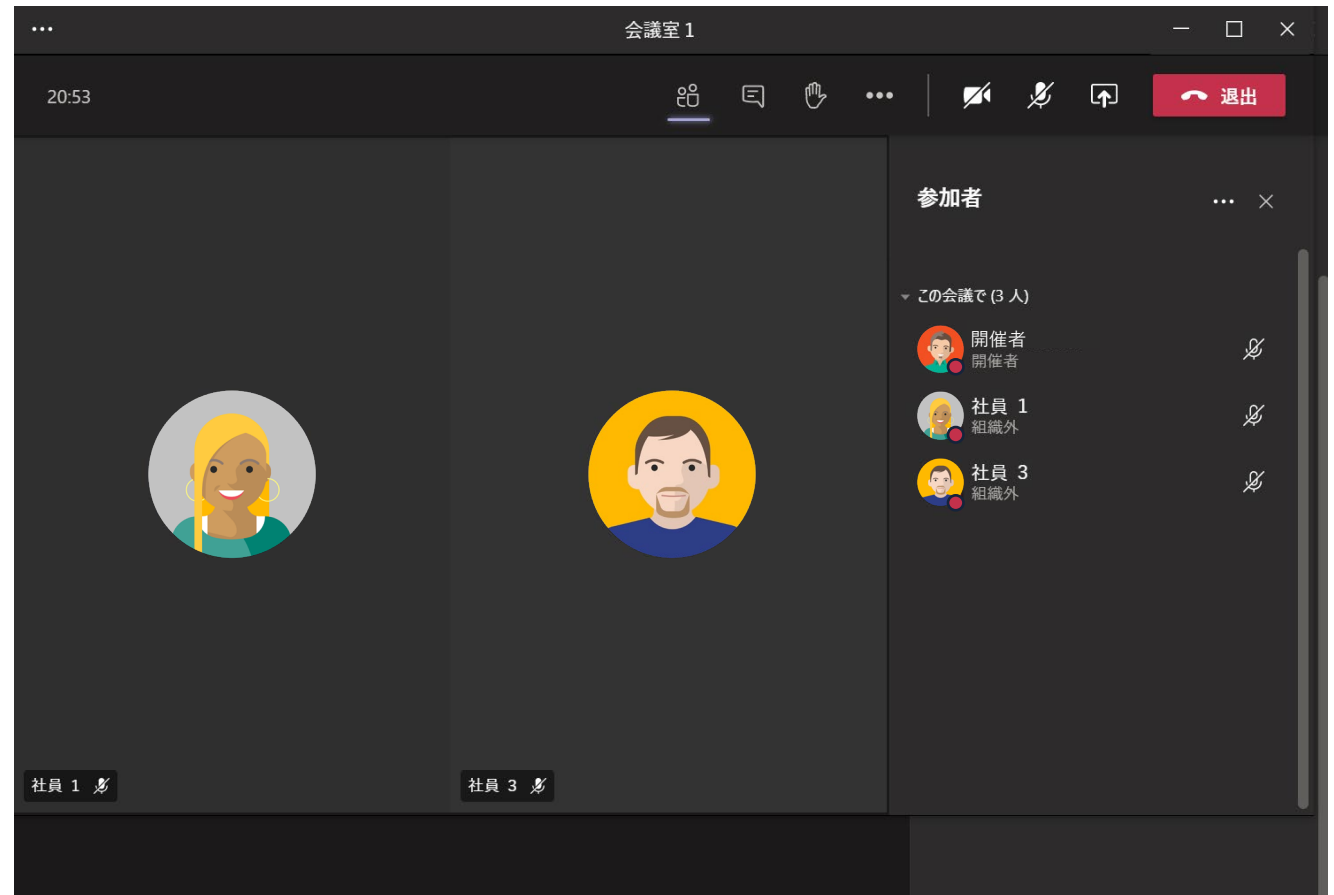 会議室 1
20:53
退出
参加者
この会議で (3 人)
開催者
開催者
社員 1
組織外
社員 3
組織外
社員 1
社員 3